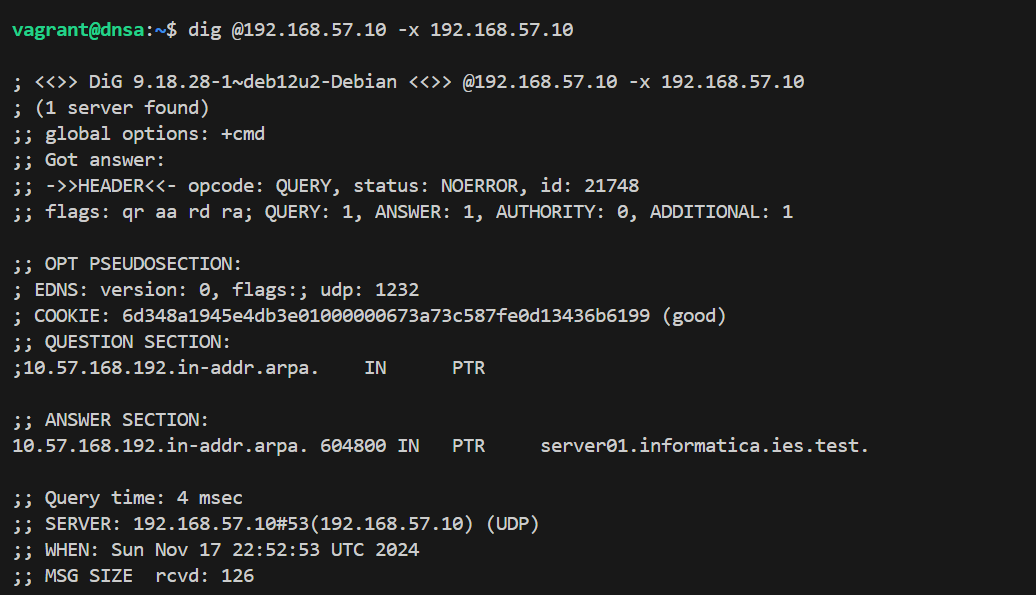 vagrant@dnsa:~$ dig @192.168.57.10 -x 192.168.57.10
; <<>> DiG 9.18.28-1~deb12u2-Debian <<>> @192.168.57.10 -x 192.168.57.10
; (1 server found)
;; global options: +cmd
;; Got answer:
;; ->>HEADER<<- opcode: QUERY, status: NOERROR, id: 21748
;; flags: qr aa rd ra; QUERY: 1, ANSWER: 1, AUTHORITY: 0, ADDITIONAL: 1
;; OPT PSEUDOSECTION:
; EDNS: version: 0, flags:; udp: 1232
; COOKIE: 6d348a1945e4db3e01000000673a73c587fe0d13436b6199 (good)
;; QUESTION SECTION:
;10.57.168.192.in-addr.arpa. IN PTR
;; ANSWER SECTION:
10.57.168.192.in-addr.arpa. 604800 IN PTR server01.informatica.ies.test.
;; Query time: 4 msec
;; SERVER: 192.168.57.10#53(192.168.57.10) (UDP)
;; WHEN: Sun Nov 17 22:52:53 UTC 2024
;; MSG SIZE rcvd: 126